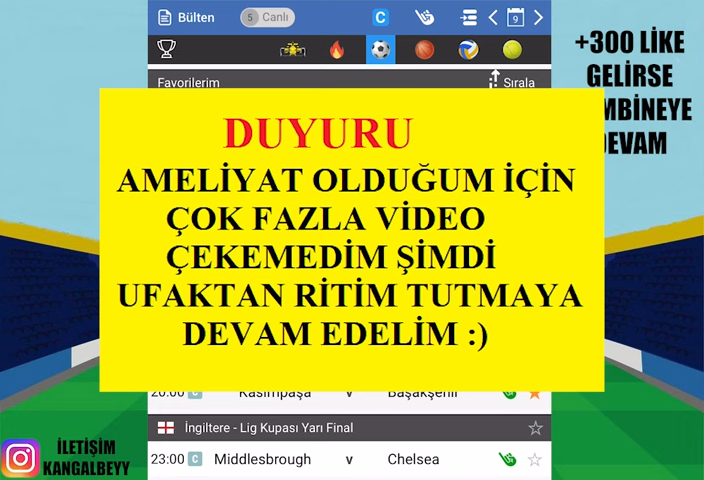 Bülten
5 Canlı
C
9
+300 LİKE
GELİRSE
MBİNEYE
DEVAM
Favorilerim
Sırala
DUYURU
AMELİYAT OLDUĞUM İÇİN
ÇOK FAZLA VİDEO
ÇEKEMEDİM ŞİMDİ
UFAKTAN RİTİM TUTMAYA
DEVAM EDELİM :)
20:00 C Kasımpaşa v Başakşehir
İngiltere - Lig Kupası Yarı Final
23:00 C Middlesbrough v Chelsea
İLETİŞİM
KANGALBEYY